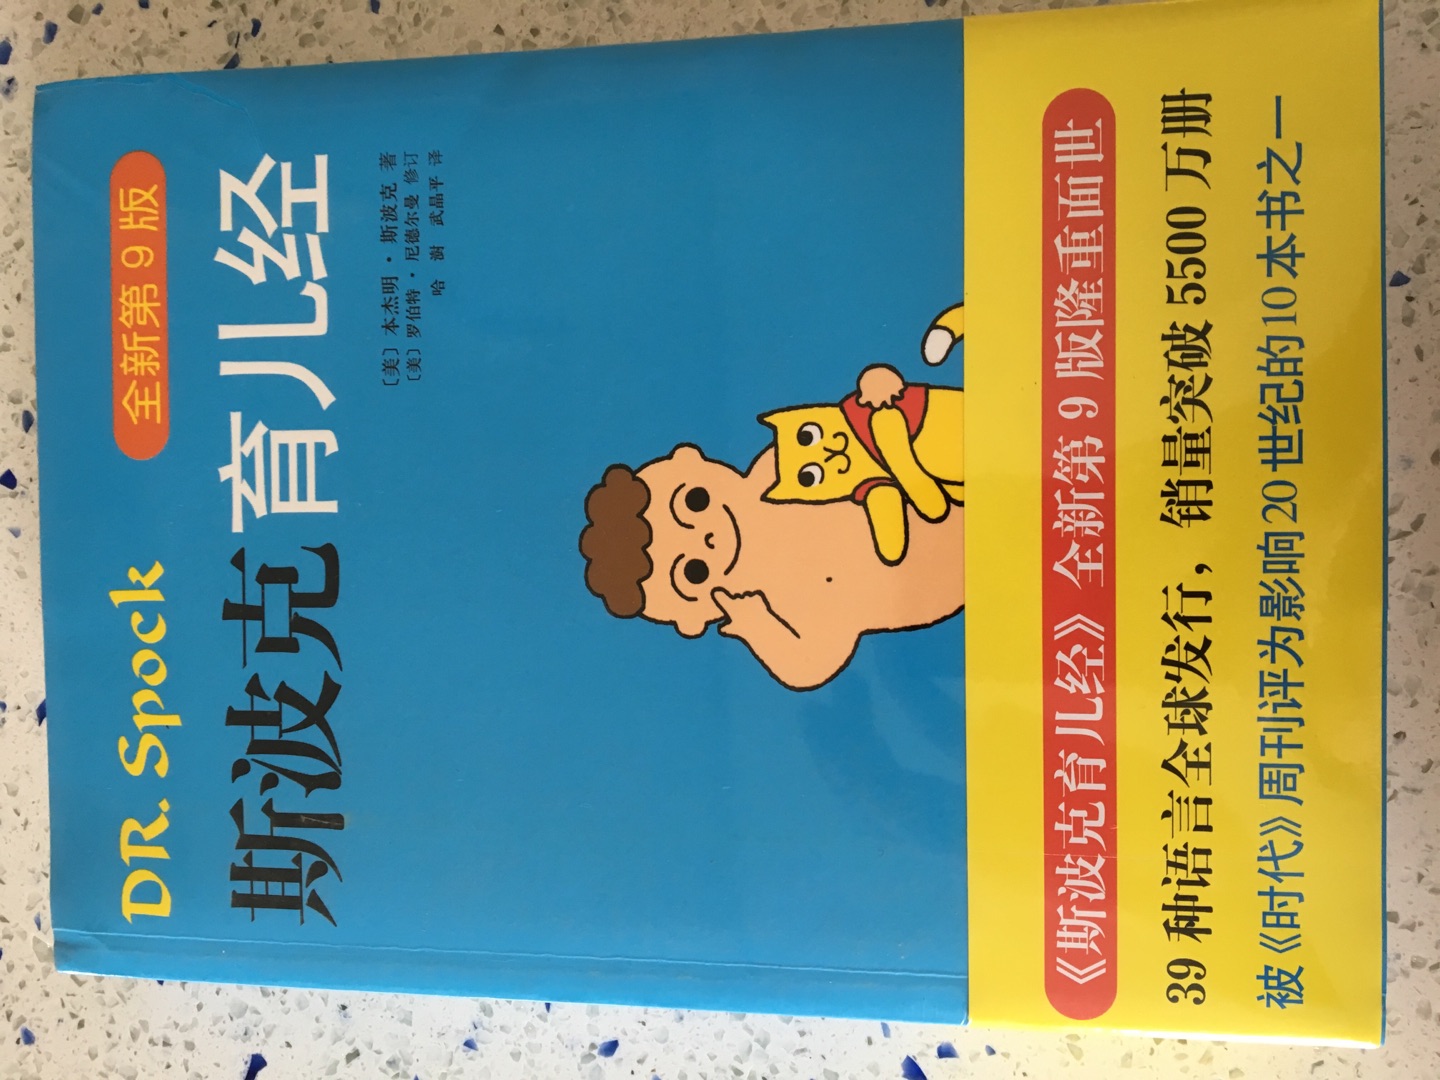 DR. Spock 全新第9版
斯波克育儿经
〔美〕本杰明·斯波克 著
〔美〕罗伯特·尼德尔曼 修订
哈 澍 武晶平 译
《斯波克育儿经》全新第9版隆重面世
39种语言全球发行，销量突破5500万册
被《时代》周刊评为影响20世纪的10本书之一